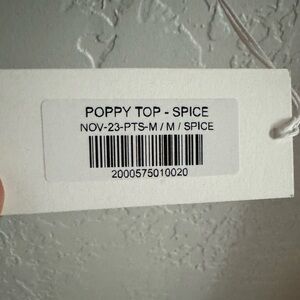 POPPY TOP - SPICE
NOV-23-PTS-M / M / SPICE
2000575010020